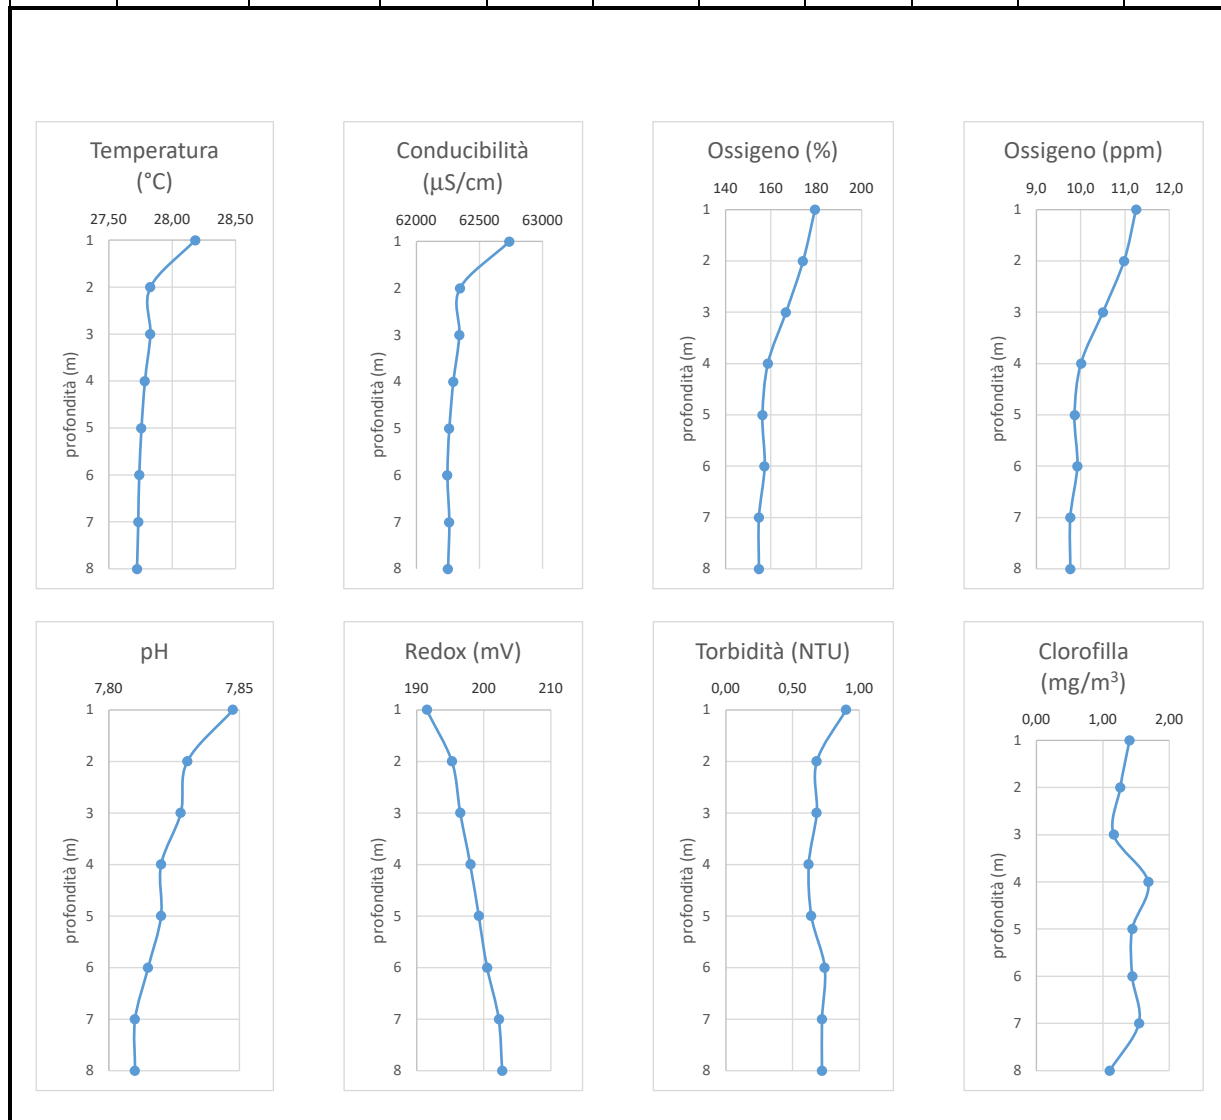 Temperatura
(°C)
27,50 28,00 28,50
1
2
3
4
5
6
7
8
profondità (m)
Conducibilità
(µS/cm)
62000 62500 63000
1
2
3
4
5
6
7
8
profondità (m)
Ossigeno (%)
140 160 180 200
1
2
3
4
5
6
7
8
profondità (m)
Ossigeno (ppm)
9,0 10,0 11,0 12,0
1
2
3
4
5
6
7
8
profondità (m)
pH
7,80 7,85
1
2
3
4
5
6
7
8
profondità (m)
Redox (mV)
190 200 210
1
2
3
4
5
6
7
8
profondità (m)
Torbidità (NTU)
0,00 0,50 1,00
1
2
3
4
5
6
7
8
profondità (m)
Clorofilla
(mg/m³)
0,00 1,00 2,00
1
2
3
4
5
6
7
8
profondità (m)